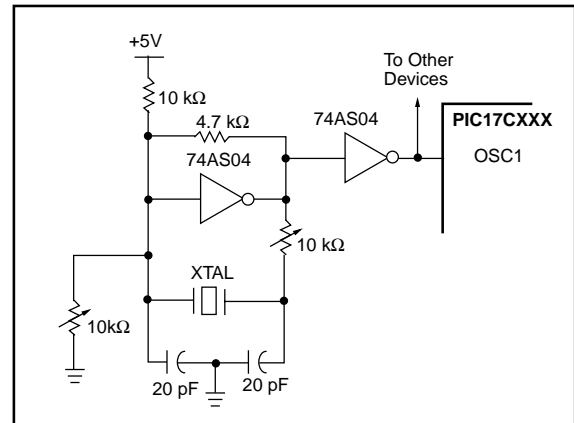 +5V
10 kΩ
4.7 kΩ
74AS04
74AS04
To Other
Devices
PIC17CXXX
OSC1
10 kΩ
XTAL
10kΩ
20 pF
20 pF